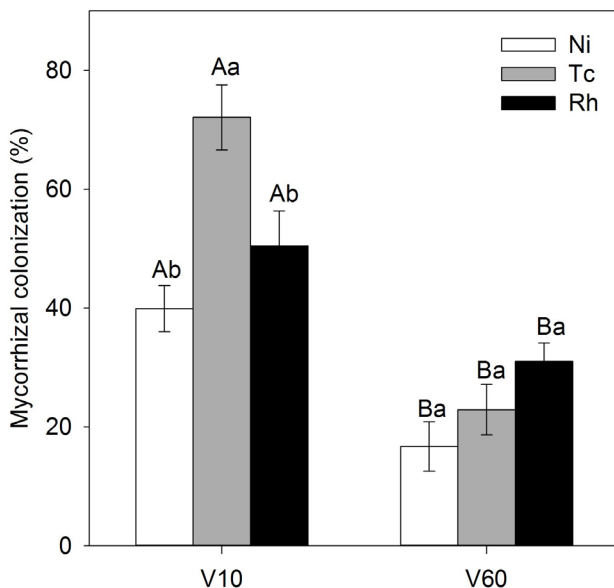 Mycorrhizal colonization (%)
80
60
40
20
0
Ni
Tc
Rh
Ab
Aa
Ab
Ba
Ba
Ba
V10
V60